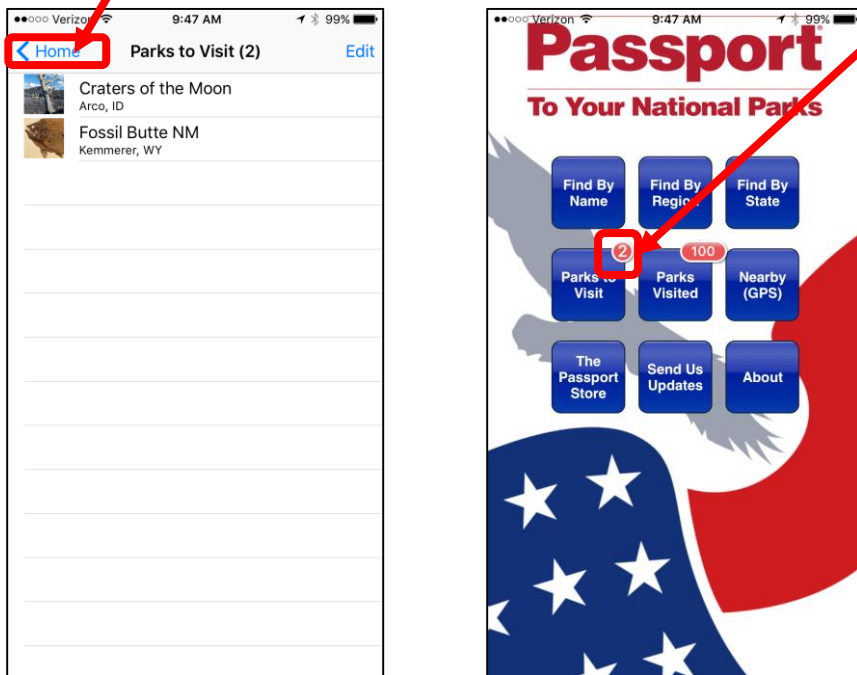 Verizon 9:47 AM 99%
Home Parks to Visit (2) Edit
Craters of the Moon
Arco, ID
Fossil Butte NM
Kemmerer, WY
Verizon 9:47 AM 99%
Passport
To Your National Parks
Find By
Name
Find By
Region
Find By
State
2
Parks to
Visit
100
Parks
Visited
Nearby
(GPS)
The
Passport
Store
Send Us
Updates
About